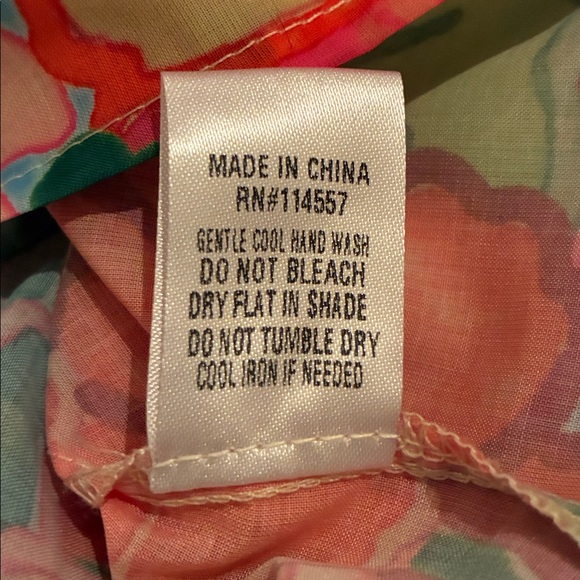 MADE IN CHINA
RN#114557
GENTLE COOL HAND WASH
DO NOT BLEACH
DRY FLAT IN SHADE
DO NOT TUMBLE DRY
COOL IRON IF NEEDED